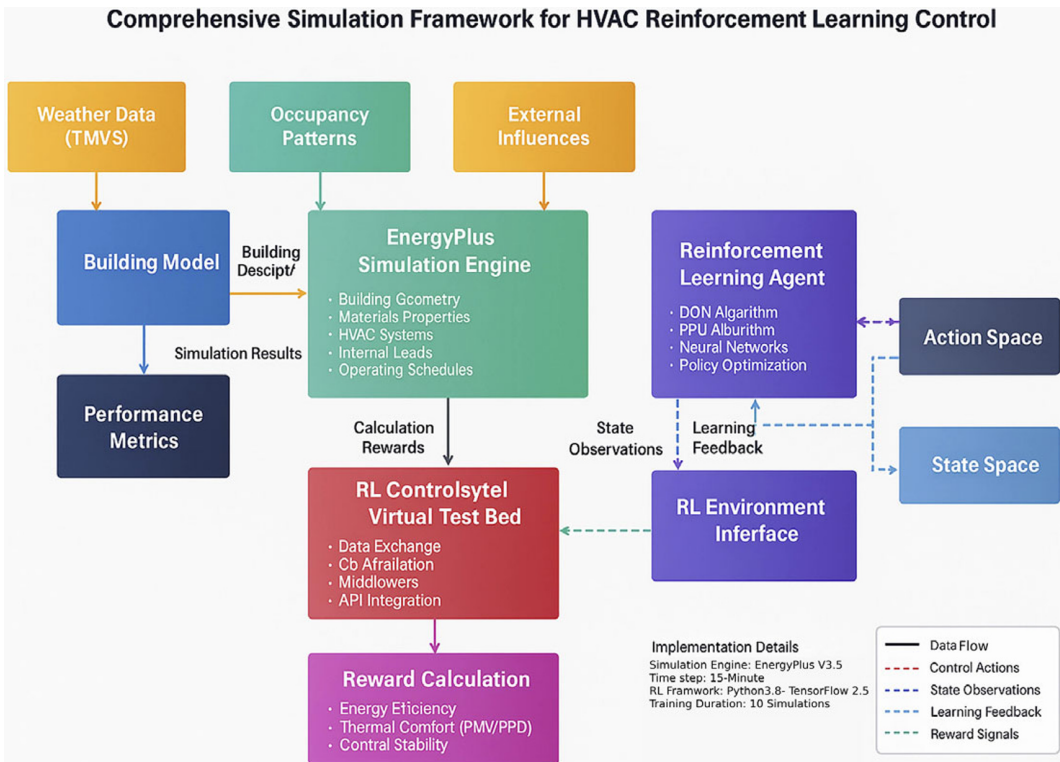 Comprehensive Simulation Framework for HVAC Reinforcement Learning Control
Weather Data
(TMVS)
Occupancy
Patterns
External
Influences
Building Model
Building
Descipt/
EnergyPlus
Simulation Engine
· Building Gcometry
· Materials Properties
· HVAC Systems
· Internal Leads
· Operating Schedules
Reinforcement
Leerning Agent
· DON Algarithm
· PPU Alburithm
· Neural Networks
· Policy Optimization
Action Space
Simulation Results
Performance
Metrics
Calculation
Rewards
State
Observations
Learning
Feedback
State Space
RL Controlsytel
Virtual Test Bed
· Data Exchange
· Cb Afrailation
· Middlowers
· API Integration
RL Environment
Inferface
Reward Calculation
· Energy Eticiency
· Thermal Comfort (PMV/PPD)
· Contral Stability
Implementation Details
Simulation Engine: EnergyPlus V3.5
Time step: 15-Minute
RL Framwork: Python3.8- TensorFlow 2.5
Training Duration: 10 Simulations
Data Flow
Control Actions
State Observations
Learning Feedback
Reward Signals